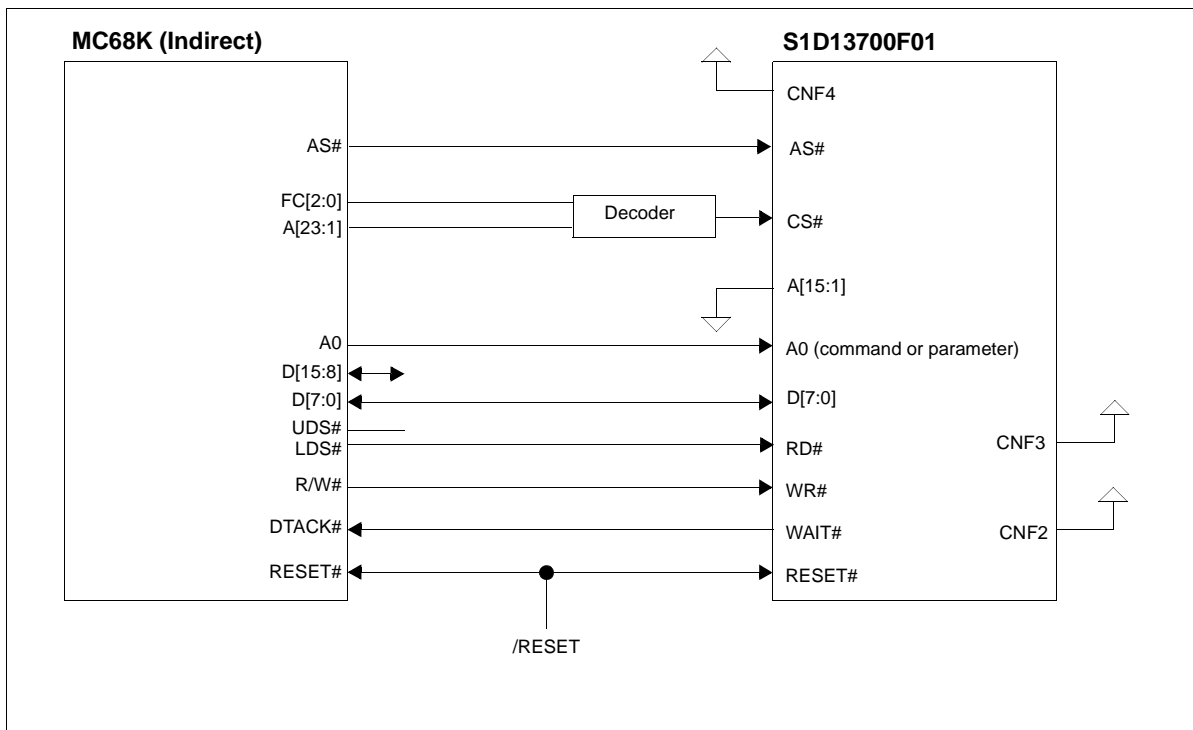 MC68K (Indirect)
S1D13700F01
CNF4
AS#
AS#
FC[2:0]
A[23:1]
Decoder
CS#
A[15:1]
A0
A0 (command or parameter)
D[15:8]
D[7:0]
D[7:0]
UDS#
LDS#
RD#
CNF3
R/W#
WR#
DTACK#
WAIT#
CNF2
RESET#
RESET#
/RESET